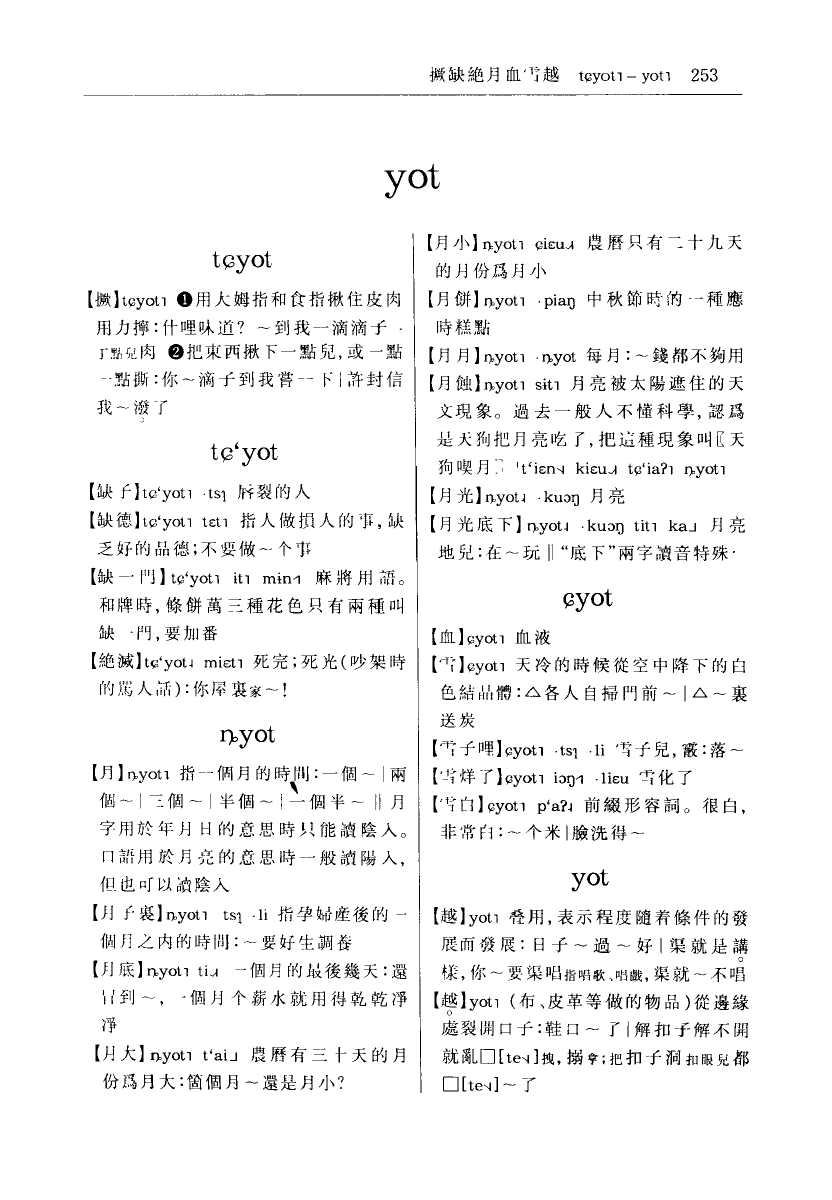 撅缺絶月血雪越 tɕyot˥–yot˥ 253
yot
tɕyot
【撅】tɕyot˥ ❶用大姆指和食指揪住皮肉
用力擰:什哩味道? ～到我一滴滴子
了點兒肉 ❷把東西揪下一點兒,或一點
一點撕:你～滴子到我嘗一下|許封信
我～潑了
tɕʻyot
【缺子】tɕʻyot˥ ·tsɿ 唇裂的人
【缺德】tɕʻyot˥ tɛt˥ 指人做損人的事,缺
乏好的品德;不要做～个事
【缺一門】tɕʻyot˥ it˥ min 麻將用語。
和牌時,條餅萬三種花色只有兩種叫
缺一門,要加番
【絶滅】tɕʻyot miɛt˥ 死完;死光(吵架時
的駡人話):你屋裏家～!
ȵyot
【月】ȵyot˥ 指一個月的時間:一個～|兩
個～|三個～|半個～|一個半～‖月
字用於年月日的意思時只能讀陰入。
口語用於月亮的意思時一般讀陽入,
但也可以讀陰入
【月子裏】ȵyot˥ tsɿ ·li 指孕婦産後的一
個月之内的時間:～要好生調養
【月底】ȵyot˥ ti 一個月的最後幾天:還
冒到～,一個月个薪水就用得乾乾凈
凈
【月大】ȵyot˥ tʻai˩ 農曆有三十天的月
份爲月大:箇個月～還是月小?
【月小】ȵyot˥ ɕiɛu 農曆只有二十九天
的月份爲月小
【月餅】ȵyot˥ ·piaŋ 中秋節時的一種應
時糕點
【月月】ȵyot˥ ·ȵyot 每月:～錢都不夠用
【月蝕】ȵyot˥ sit˥ 月亮被太陽遮住的天
文現象。過去一般人不懂科學,認爲
是天狗把月亮吃了,把這種現象叫〖天
狗喫月〗 tʻiɛn kiɛu tɕʻiaʔ˥ ȵyot˥
【月光】ȵyot ·kuɔŋ 月亮
【月光底下】ȵyot ·kuɔŋ tit˥ ka˩ 月亮
地兒:在～玩‖“底下”兩字讀音特殊
ɕyot
【血】ɕyot˥ 血液
【雪】ɕyot˥ 天冷的時候從空中降下的白
色結晶體:△各人自掃門前～|△～裏
送炭
【雪子哩】ɕyot˥ ·tsɿ ·li 雪子兒,霰:落～
【雪烊了】ɕyot˥ iɔŋ ·liɛu 雪化了
【雪白】ɕyot˥ pʻaʔ 前綴形容詞。很白,
非常白:～个米|臉洗得～
yot
【越】yot˥ 叠用,表示程度隨着條件的發
展而發展:日子～過～好|渠就是講
樣,你～要渠唱指唱歌、唱戲,渠就～不唱
【越】yot˥ (布、皮革等做的物品)從邊緣
處裂開口子:鞋口～了|解扣子解不開
就亂□[te]拽,搦拿;把扣子洞扣眼兒都
□[te]～了